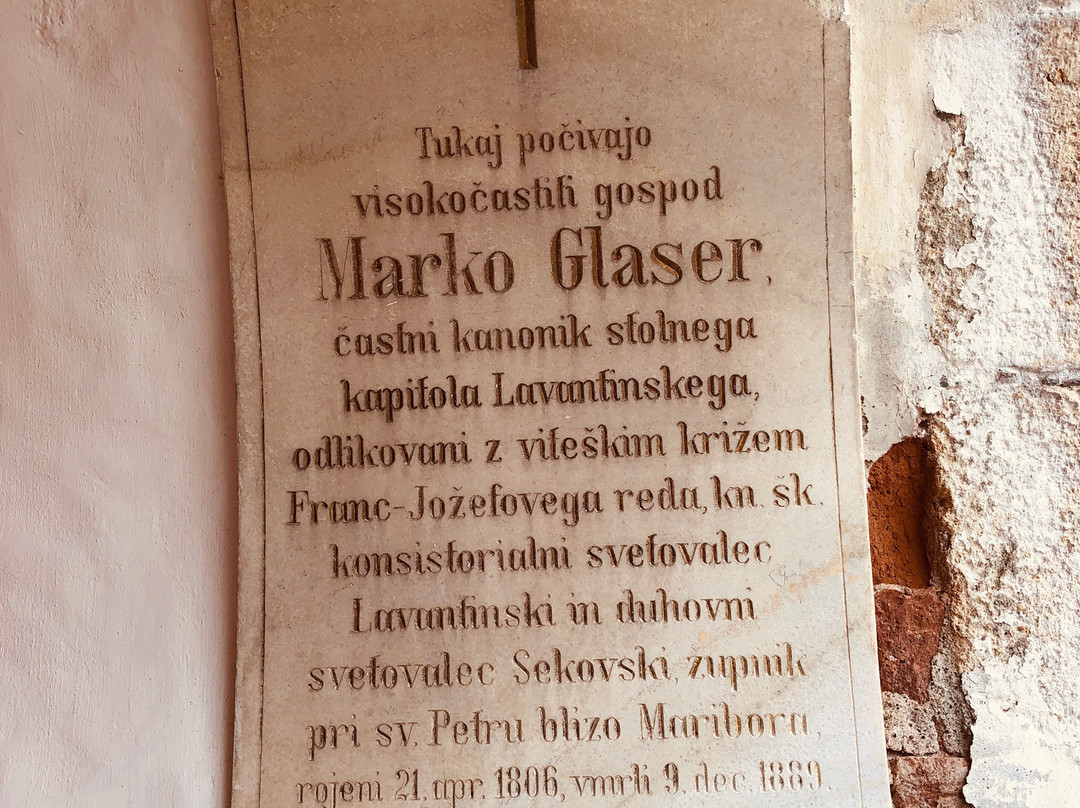 Tukaj počivajo
visokočastiti gospod
Marko Glaser,
častni kanonik stolnega
kapitola Lavantinskega,
odlikovani z viteškim križem
Franc-Jožefovega reda, kn. šk.
konsistorialni svetovalec
Lavantinski in duhovni
svetovalec Sekovski, župnik
pri sv. Petru blizo Maribora,
rojeni 21. apr. 1806, vmrli 9. dec. 1889.